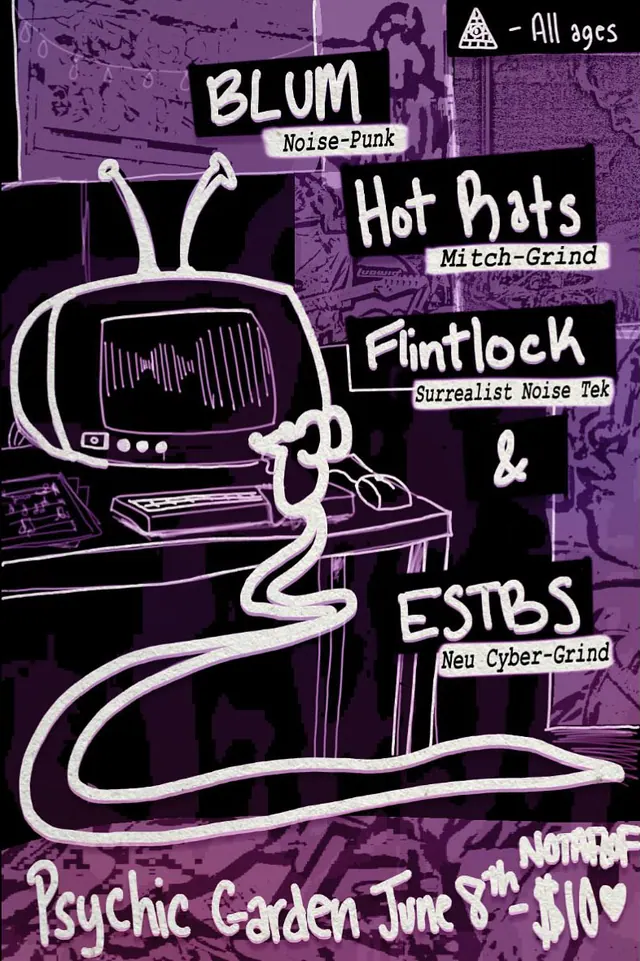 - All ages
BLUM
Noise-Punk
Hot Rats
Mitch-Grind
Flintlock
Surrealist Noise Tek
&
ESTBS
Neu Cyber-Grind
NOTAFLOF
Psychic Garden June 8th - $10♥